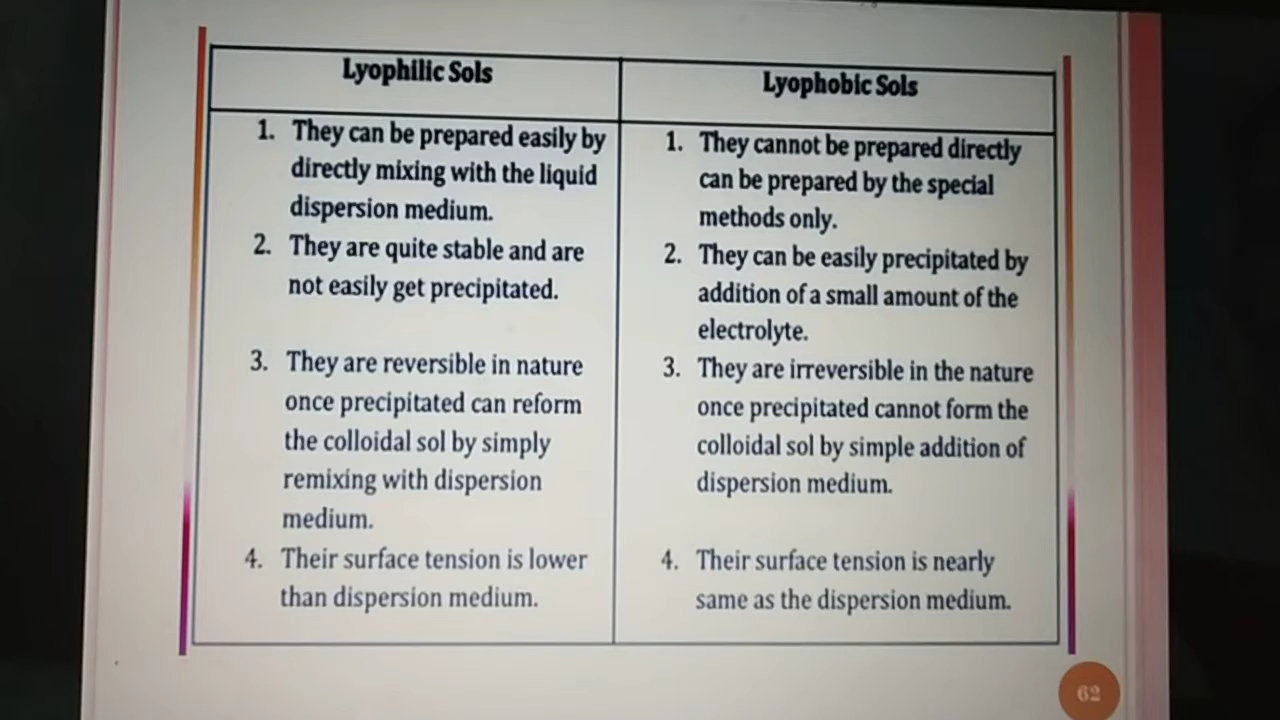 Lyophilic Sols
1. They can be prepared easily by
directly mixing with the liquid
dispersion medium.
2. They are quite stable and are
not easily get precipitated.
3. They are reversible in nature
once precipitated can reform
the colloidal sol by simply
remixing with dispersion
medium.
4. Their surface tension is lower
than dispersion medium.
Lyophobic Sols
1. They cannot be prepared directly
can be prepared by the special
methods only.
2. They can be easily precipitated by
addition of a small amount of the
electrolyte.
3. They are irreversible in the nature
once precipitated cannot form the
colloidal sol by simple addition of
dispersion medium.
4. Their surface tension is nearly
same as the dispersion medium.
62